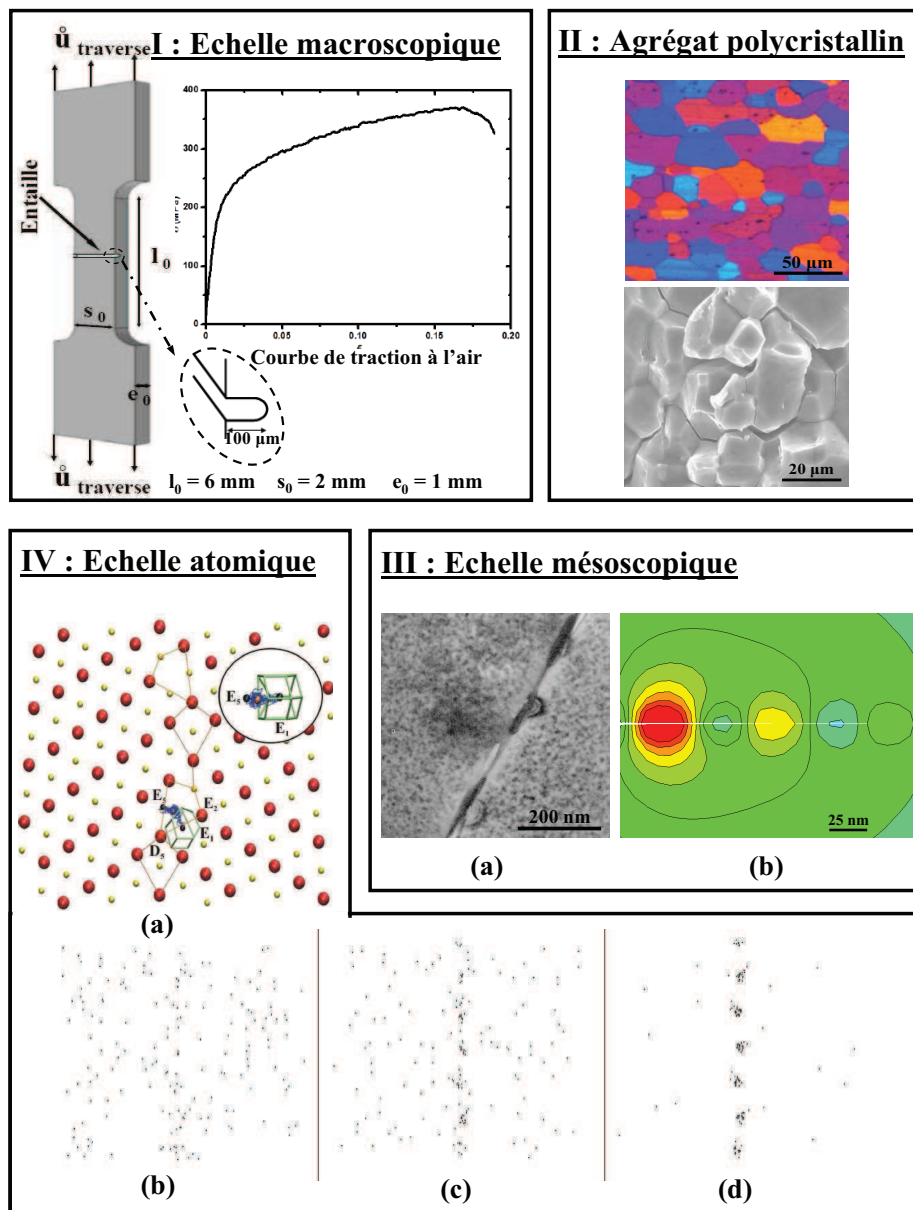 I : Echelle macroscopique
ů traverse
Entaille
l0
s0
e0
400
350
300
200
100
0
0
0.05
0.10
0.15
0.20
ε
Courbe de traction à l'air
100 µm
ů traverse
l0 = 6 mm s0 = 2 mm e0 = 1 mm
II : Agrégat polycristallin
50 µm
20 µm
IV : Echelle atomique
E5
E1
E5
E2
E1
D5
(a)
III : Echelle mésoscopique
200 nm
25 nm
(a)
(b)
(b)
(c)
(d)